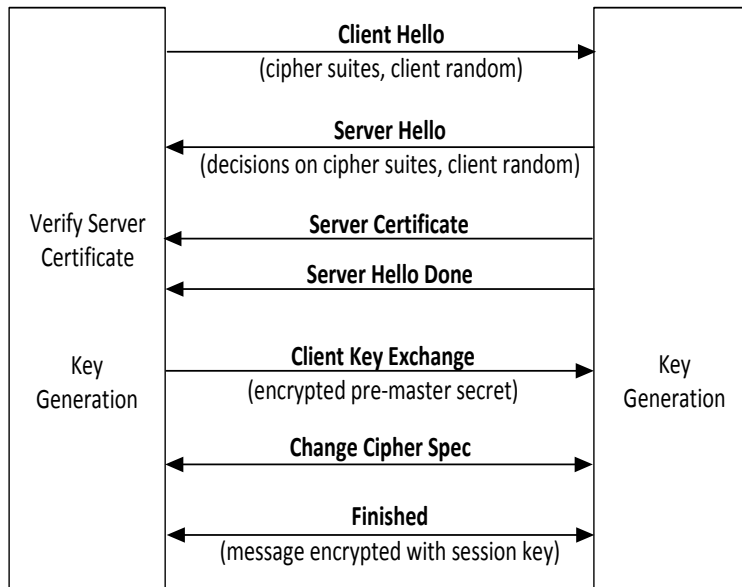 Client Hello
(cipher suites, client random)
Server Hello
(decisions on cipher suites, client random)
Verify Server
Certificate
Server Certificate
Server Hello Done
Key
Generation
Client Key Exchange
(encrypted pre-master secret)
Key
Generation
Change Cipher Spec
Finished
(message encrypted with session key)